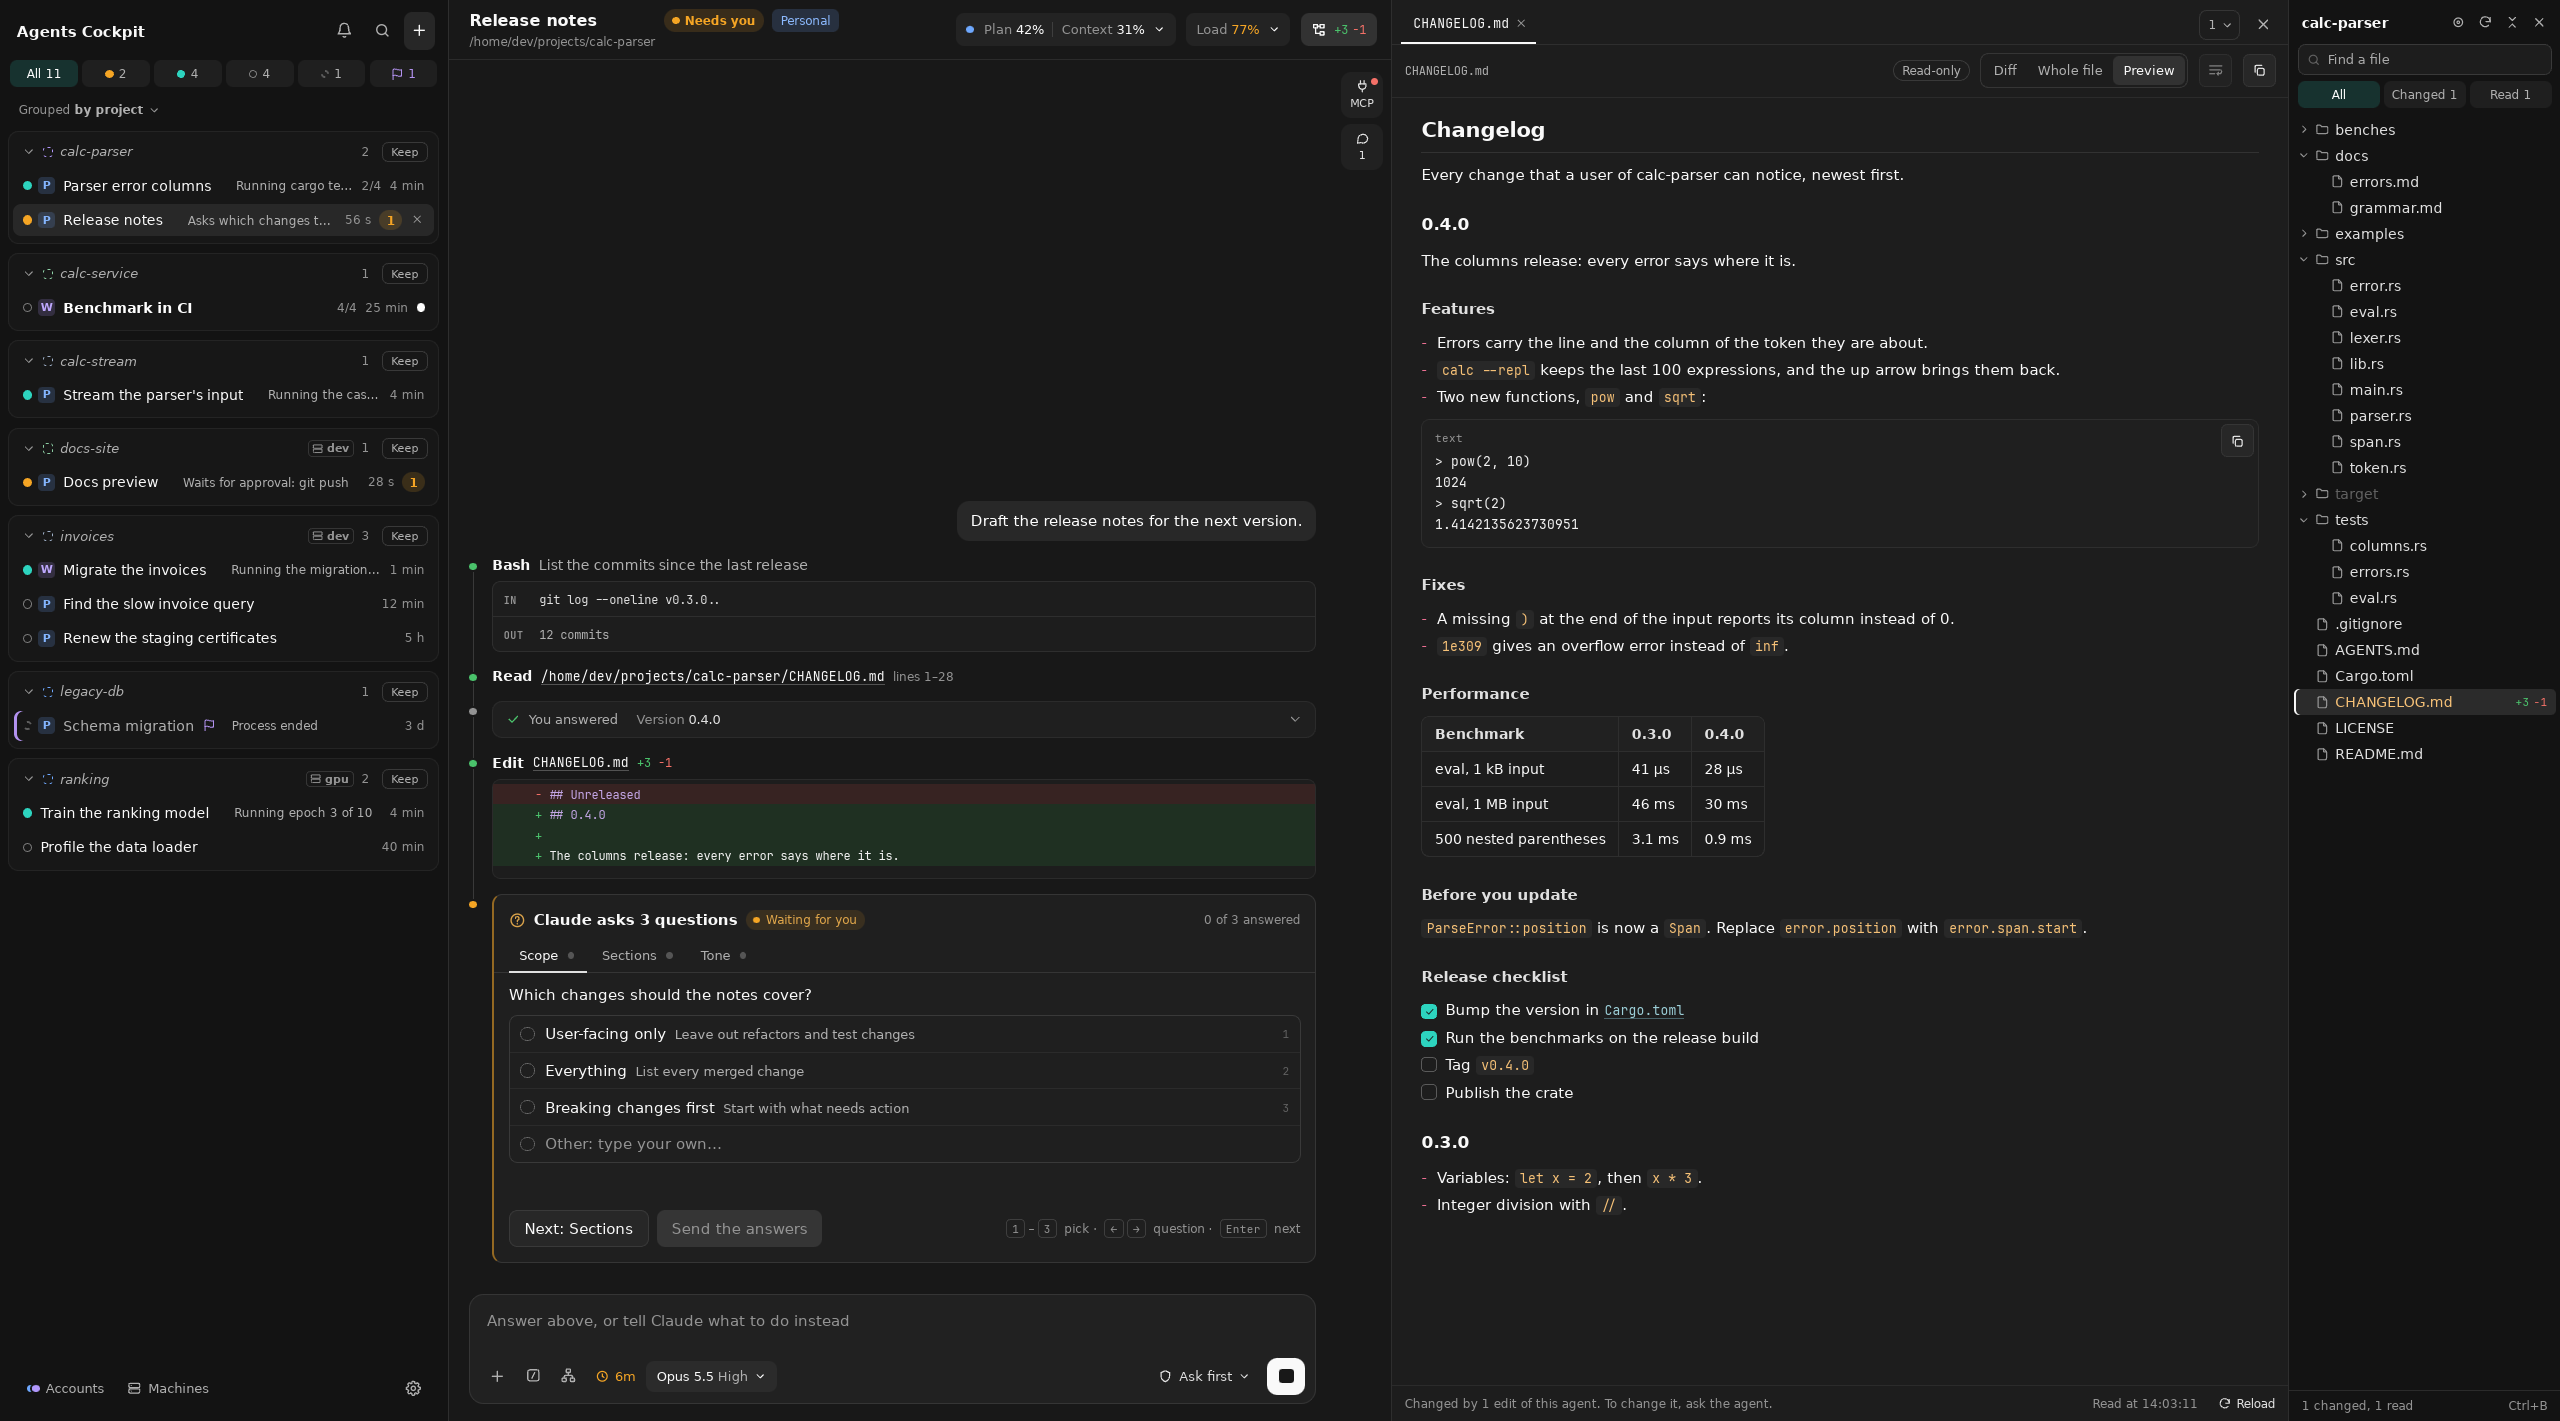 Agents Cockpit
All 11 2 4 4 1 1
Grouped by project
calc-parser 2 Keep
P Parser error columns Running cargo te... 2/4 4 min
P Release notes Asks which changes t... 56 s 1
calc-service 1 Keep
W Benchmark in CI 4/4 25 min
calc-stream 1 Keep
P Stream the parser's input Running the cas... 4 min
docs-site dev 1 Keep
P Docs preview Waits for approval: git push 28 s 1
invoices dev 3 Keep
W Migrate the invoices Running the migration... 1 min
P Find the slow invoice query 12 min
P Renew the staging certificates 5 h
legacy-db 1 Keep
P Schema migration Process ended 3 d
ranking gpu 2 Keep
Train the ranking model Running epoch 3 of 10 4 min
Profile the data loader 40 min
Accounts Machines
Release notes Needs you Personal
/home/dev/projects/calc-parser
Plan 42% Context 31% Load 77% +3 -1
MCP
1
Draft the release notes for the next version.
Bash List the commits since the last release
IN git log --oneline v0.3.0..
OUT 12 commits
Read /home/dev/projects/calc-parser/CHANGELOG.md lines 1–28
You answered Version 0.4.0
Edit CHANGELOG.md +3 -1
- ## Unreleased
+ ## 0.4.0
+
+ The columns release: every error says where it is.
Claude asks 3 questions Waiting for you 0 of 3 answered
Scope Sections Tone
Which changes should the notes cover?
User-facing only Leave out refactors and test changes 1
Everything List every merged change 2
Breaking changes first Start with what needs action 3
Other: type your own...
Next: Sections Send the answers 1 – 3 pick · ← → question · Enter next
Answer above, or tell Claude what to do instead
6m Opus 5.5 High Ask first
CHANGELOG.md 1
CHANGELOG.md Read-only Diff Whole file Preview
Changelog
Every change that a user of calc-parser can notice, newest first.
0.4.0
The columns release: every error says where it is.
Features
- Errors carry the line and the column of the token they are about.
- calc --repl keeps the last 100 expressions, and the up arrow brings them back.
- Two new functions, pow and sqrt:
text
> pow(2, 10)
1024
> sqrt(2)
1.4142135623730951
Fixes
- A missing ) at the end of the input reports its column instead of 0.
- 1e309 gives an overflow error instead of inf.
Performance
Benchmark 0.3.0 0.4.0
eval, 1 kB input 41 µs 28 µs
eval, 1 MB input 46 ms 30 ms
500 nested parentheses 3.1 ms 0.9 ms
Before you update
ParseError::position is now a Span. Replace error.position with error.span.start.
Release checklist
Bump the version in Cargo.toml
Run the benchmarks on the release build
Tag v0.4.0
Publish the crate
0.3.0
- Variables: let x = 2, then x * 3.
- Integer division with //.
Changed by 1 edit of this agent. To change it, ask the agent. Read at 14:03:11 Reload
calc-parser
Find a file
All Changed 1 Read 1
benches
docs
errors.md
grammar.md
examples
src
error.rs
eval.rs
lexer.rs
lib.rs
main.rs
parser.rs
span.rs
token.rs
target
tests
columns.rs
errors.rs
eval.rs
.gitignore
AGENTS.md
Cargo.toml
CHANGELOG.md +3 -1
LICENSE
README.md
1 changed, 1 read Ctrl+B